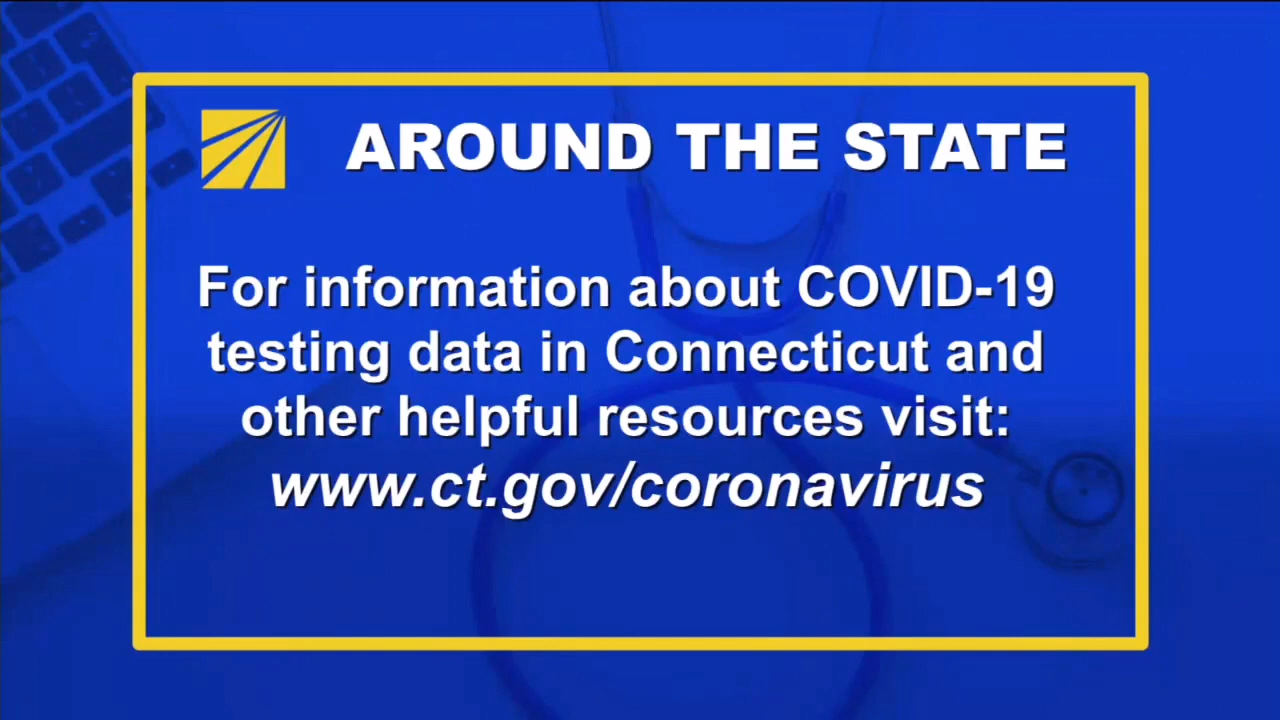 AROUND THE STATE
For information about COVID-19
testing data in Connecticut and
other helpful resources visit:
www.ct.gov/coronavirus